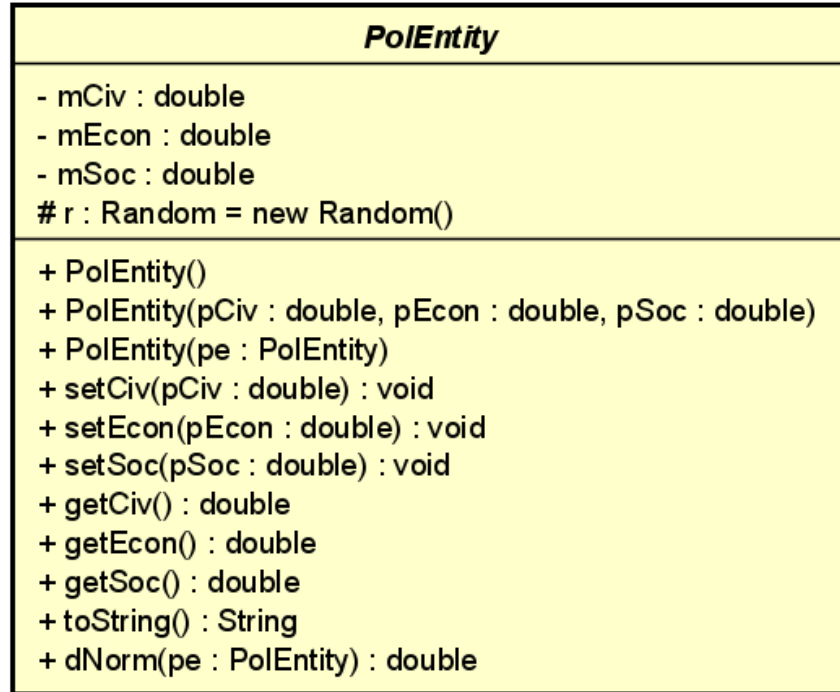 PolEntity
- mCiv : double
- mEcon : double
- mSoc : double
# r : Random = new Random()
+ PolEntity()
+ PolEntity(pCiv : double, pEcon : double, pSoc : double)
+ PolEntity(pe : PolEntity)
+ setCiv(pCiv : double) : void
+ setEcon(pEcon : double) : void
+ setSoc(pSoc : double) : void
+ getCiv() : double
+ getEcon() : double
+ getSoc() : double
+ toString() : String
+ dNorm(pe : PolEntity) : double